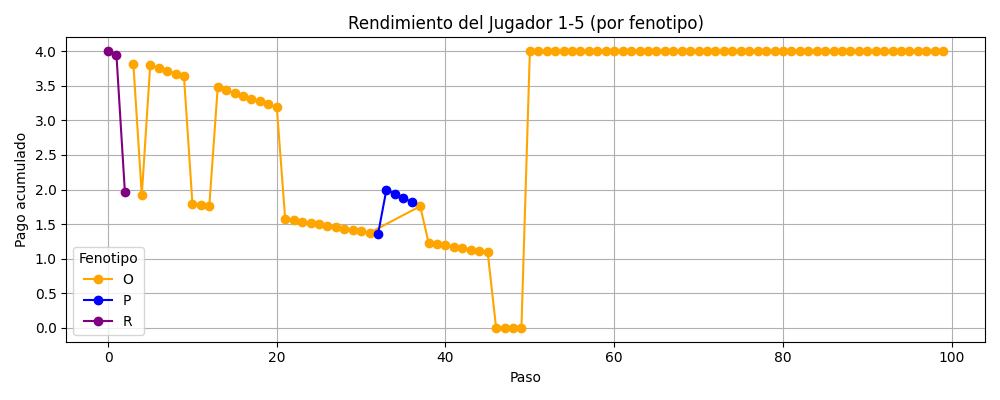 Rendimiento del Jugador 1-5 (por fenotipo)
Pago acumulado
4.0
3.5
3.0
2.5
2.0
1.5
1.0
0.5
0.0
Fenotipo
O
P
R
0 20 40 60 80 100
Paso